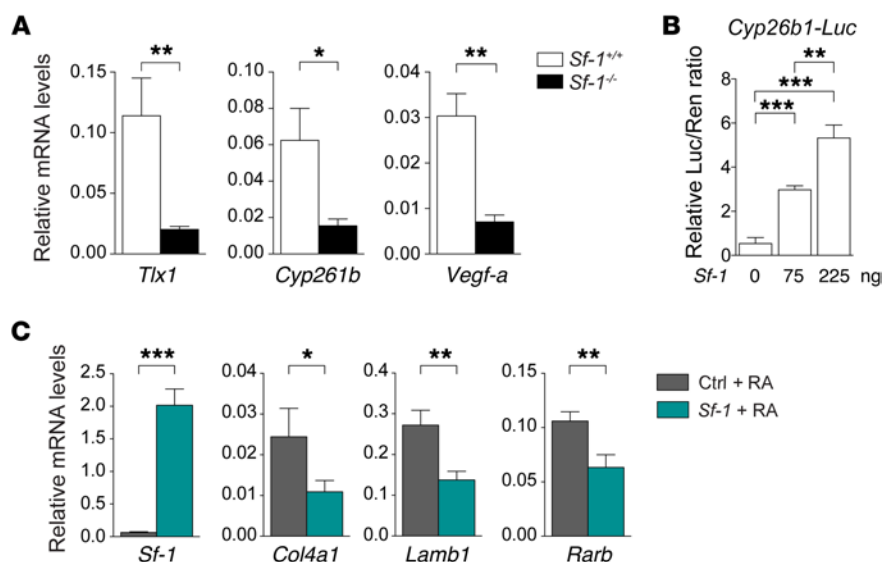 A
Relative mRNA levels
0.15
0.10
0.05
0.00
**
Tlx1
0.10
0.08
0.06
0.04
0.02
0.00
*
Cyp261b
0.04
0.03
0.02
0.01
0.00
**
Vegf-a
Sf-1+/+
Sf-1-/-
B
Cyp26b1-Luc
Relative Luc/Ren ratio
8
6
4
2
0
**
***
***
Sf-1 0 75 225 ng
C
Relative mRNA levels
2.5
2.0
1.5
1.0
0.5
0.0
***
Sf-1
0.04
0.03
0.02
0.01
0.00
*
Col4a1
0.4
0.3
0.2
0.1
0.0
**
Lamb1
0.15
0.10
0.05
0.00
**
Rarb
Ctrl + RA
Sf-1 + RA